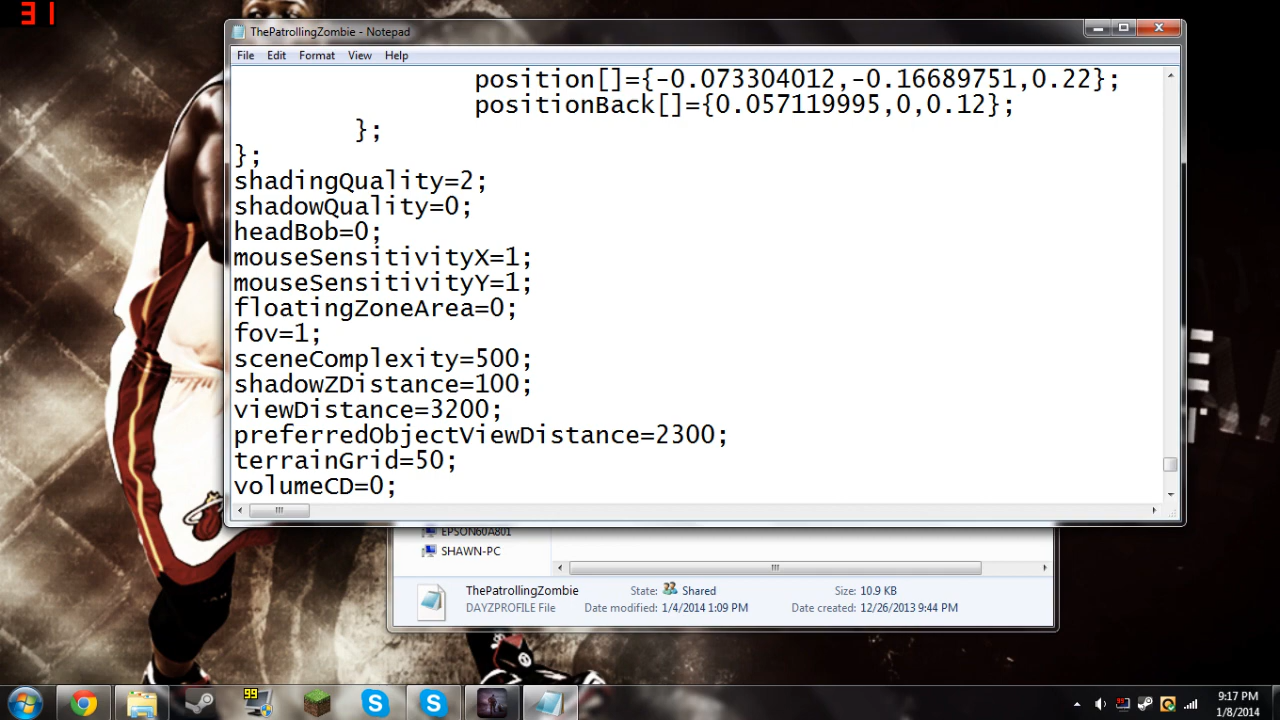 31
ThePatrollingZombie - Notepad
File Edit Format View Help
position[]={-0.073304012,-0.16689751,0.22};
positionBack[]={0.057119995,0,0.12};
};
};
shadingQuality=2;
shadowQuality=0;
headBob=0;
mouseSensitivityX=1;
mouseSensitivityY=1;
floatingZoneArea=0;
fov=1;
sceneComplexity=500;
shadowZDistance=100;
viewDistance=3200;
preferredObjectViewDistance=2300;
terrainGrid=50;
volumeCD=0;
EPSON60A801
SHAWN-PC
ThePatrollingZombie State: Shared Size: 10.9 KB
DAYZPROFILE File Date modified: 1/4/2014 1:09 PM Date created: 12/26/2013 9:44 PM
99
9:17 PM
1/8/2014